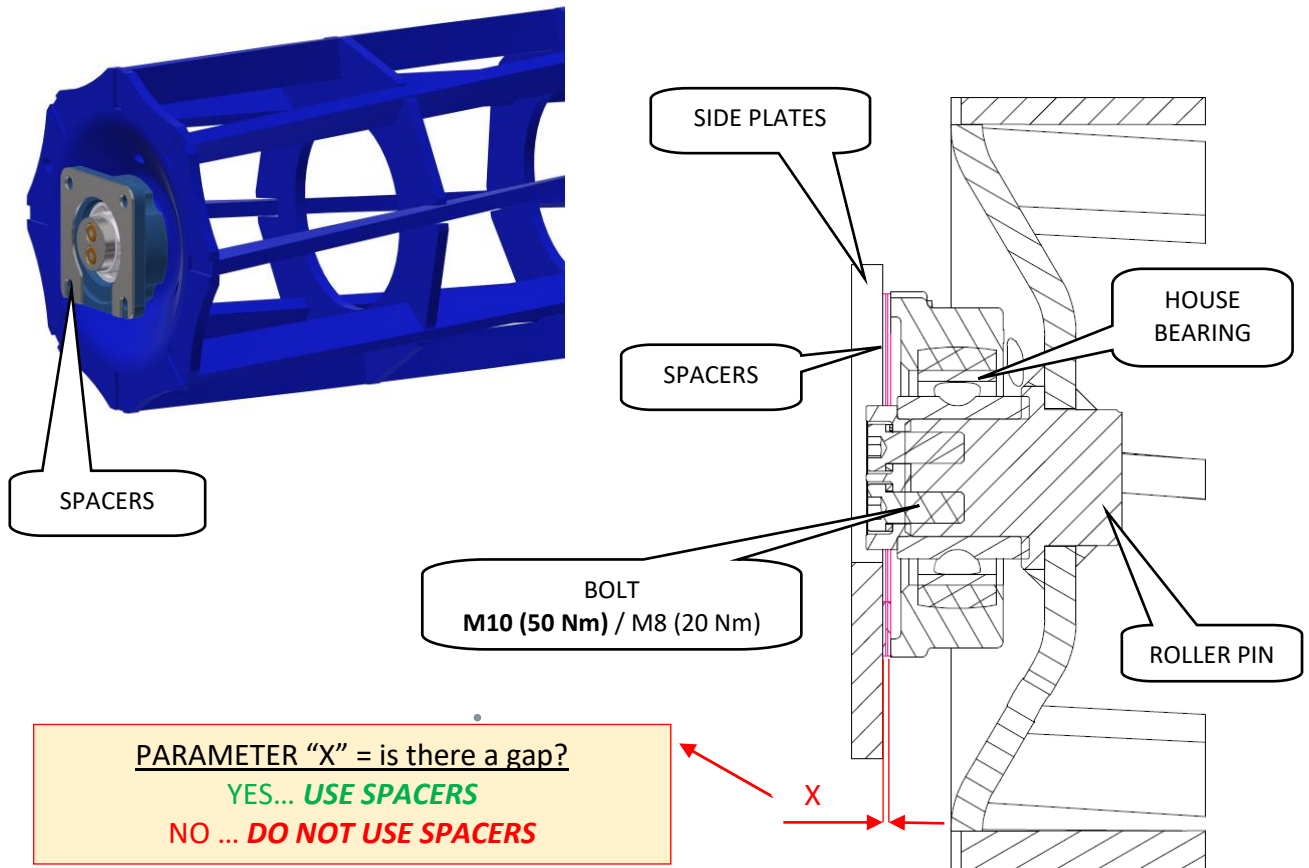 SIDE PLATES
HOUSE
BEARING
SPACERS
SPACERS
BOLT
M10 (50 Nm) / M8 (20 Nm)
ROLLER PIN
PARAMETER “X” = is there a gap?
YES... USE SPACERS
NO ... DO NOT USE SPACERS
X